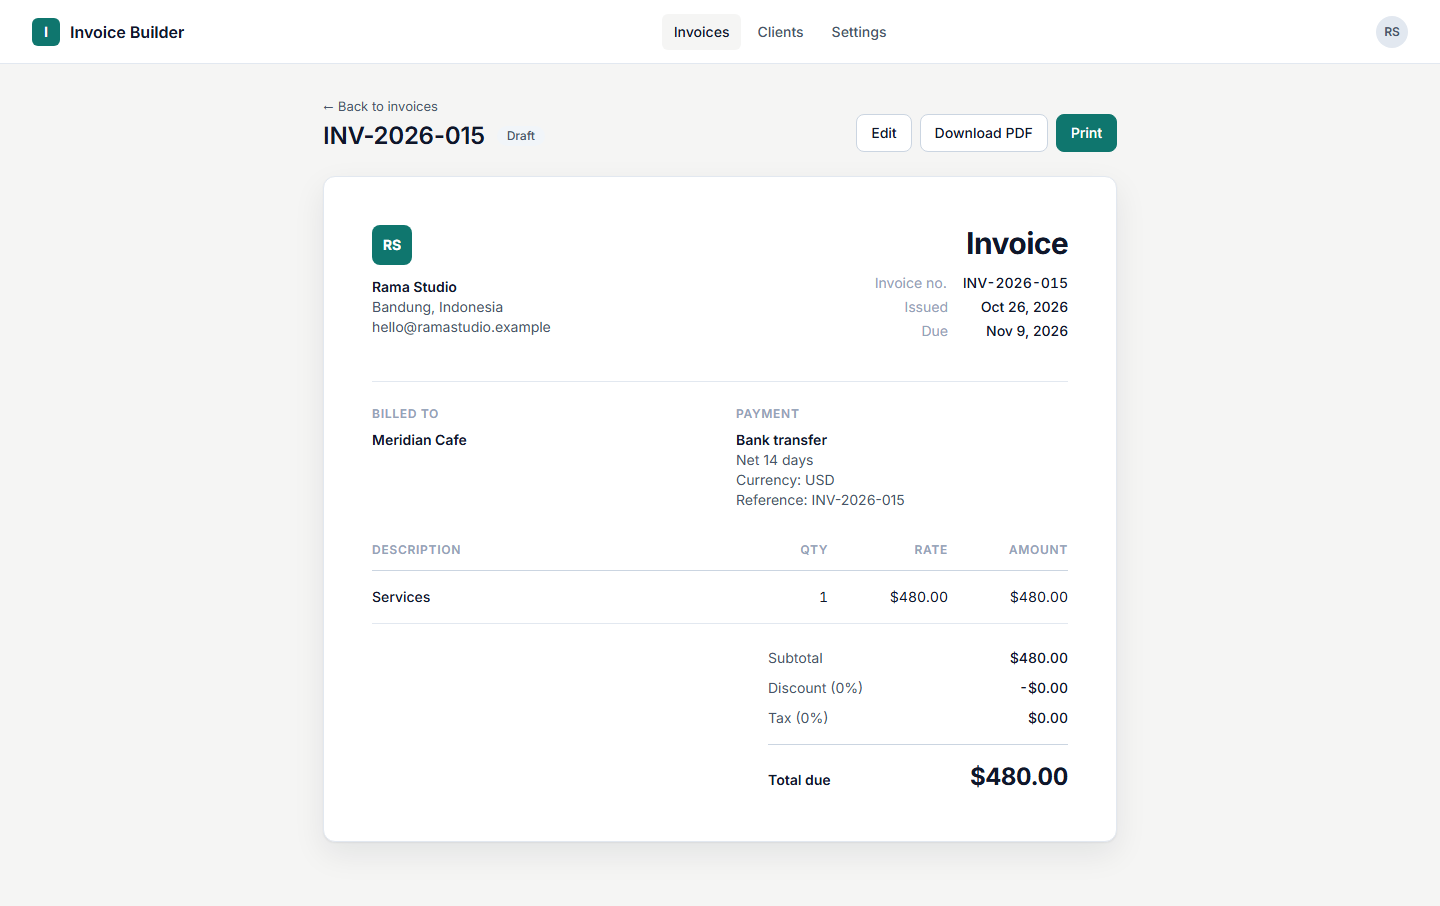 I Invoice Builder
Invoices Clients Settings
RS
← Back to invoices
INV-2026-015 Draft
Edit Download PDF Print
RS
Rama Studio
Bandung, Indonesia
hello@ramastudio.example
Invoice
Invoice no. INV-2026-015
Issued Oct 26, 2026
Due Nov 9, 2026
BILLED TO
Meridian Cafe
PAYMENT
Bank transfer
Net 14 days
Currency: USD
Reference: INV-2026-015
DESCRIPTION QTY RATE AMOUNT
Services 1 $480.00 $480.00
Subtotal $480.00
Discount (0%) -$0.00
Tax (0%) $0.00
Total due $480.00